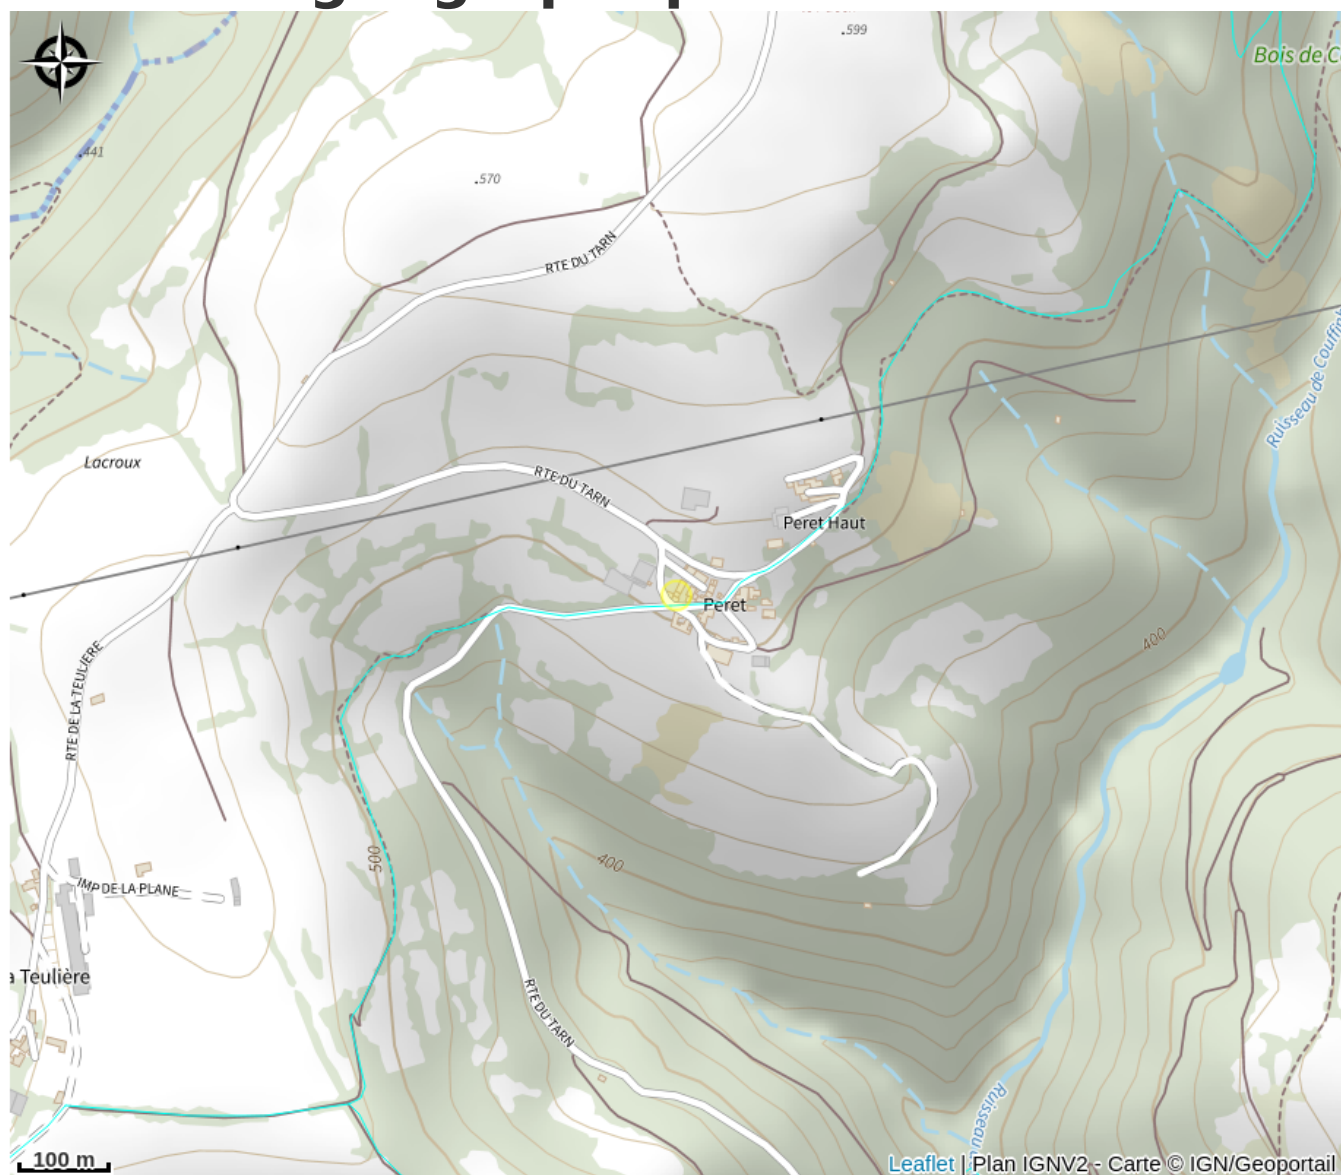 .599
Bois de C
.441
.570
RTE DU TARN
Ruisseau de Couffin
Lacroux
RTE DU TARN
Peret Haut
Peret
400
RTE DE LA TEULIERE
500
400
IMP DE LA PLANE
a Teulière
RTE DU TARN
Ruisseau
100 m
Leaflet | Plan IGNV2 - Carte © IGN/Geoportail